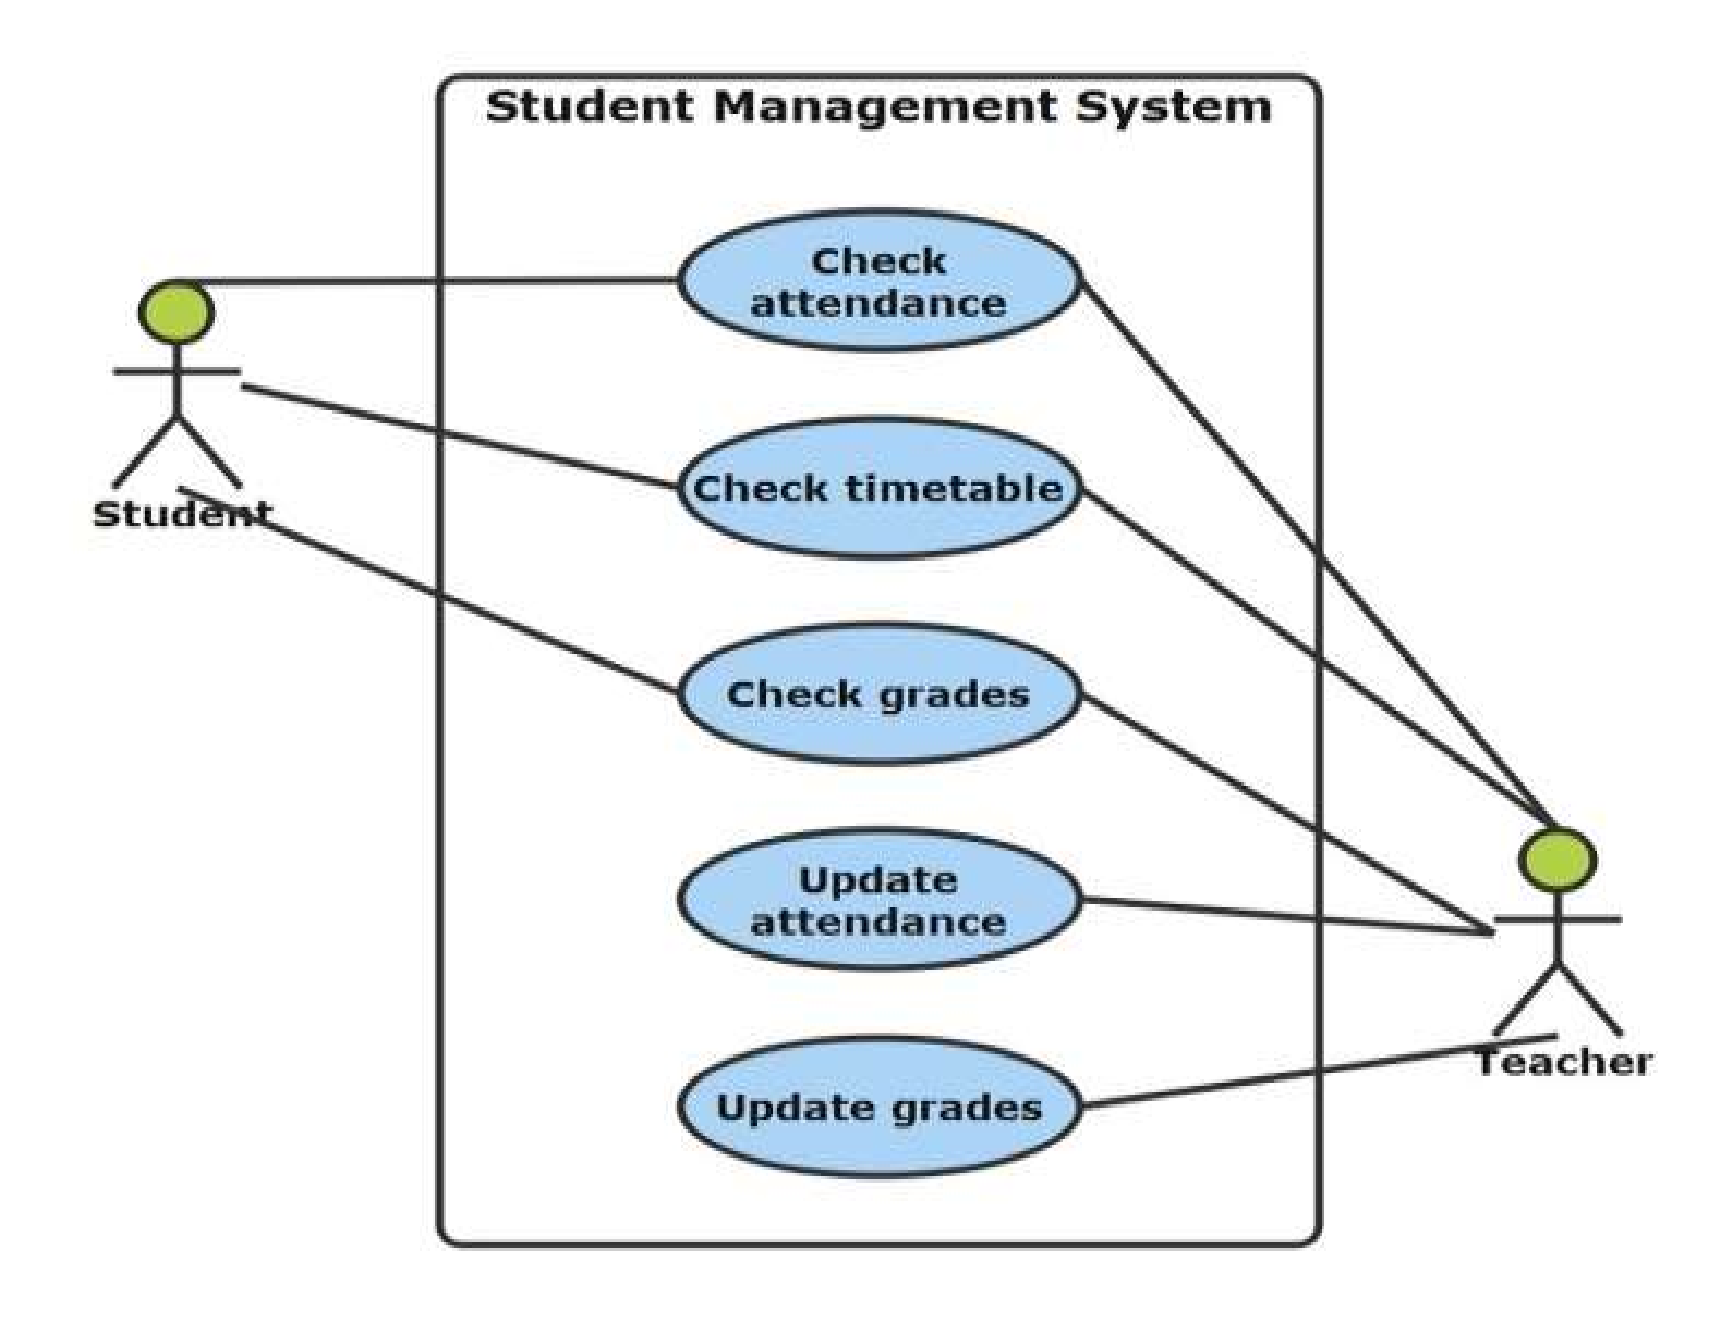 Student Management System
Check
attendance
Check timetable
Student
Check grades
Update
attendance
Teacher
Update grades